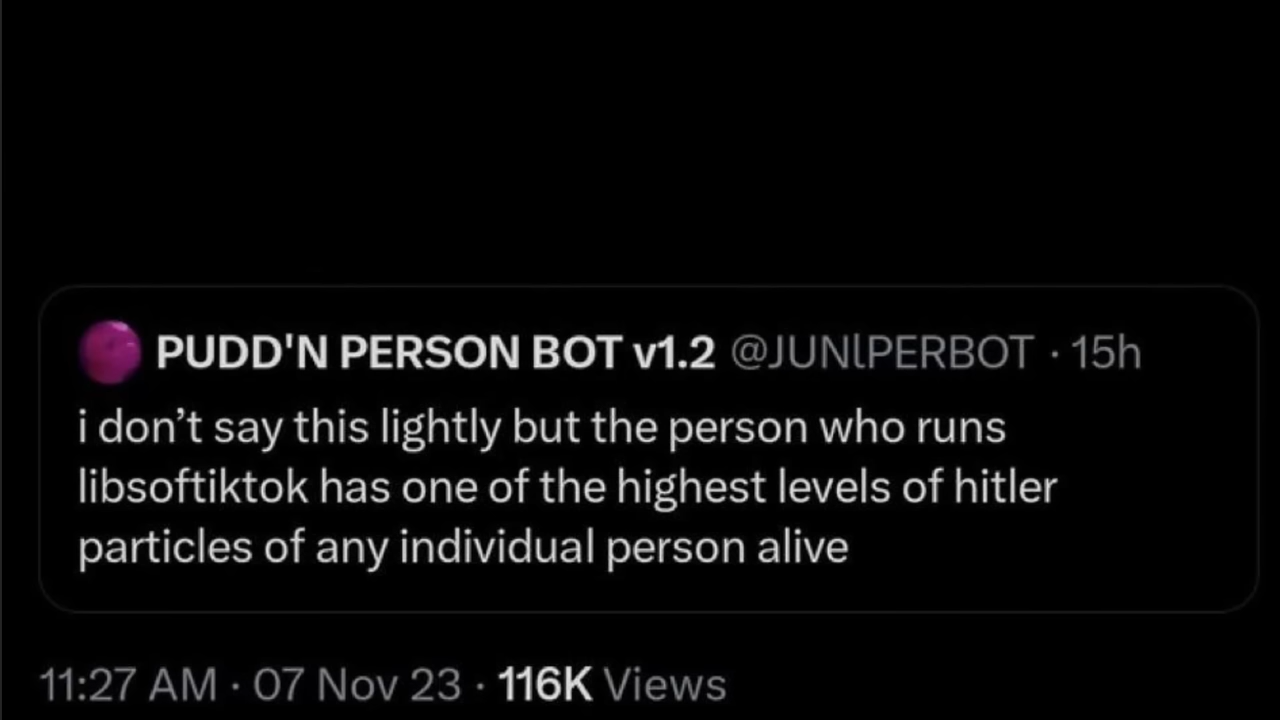 PUDD'N PERSON BOT v1.2 @JUNlPERBOT · 15h
i don’t say this lightly but the person who runs
libsoftiktok has one of the highest levels of hitler
particles of any individual person alive
11:27 AM · 07 Nov 23 · 116K Views